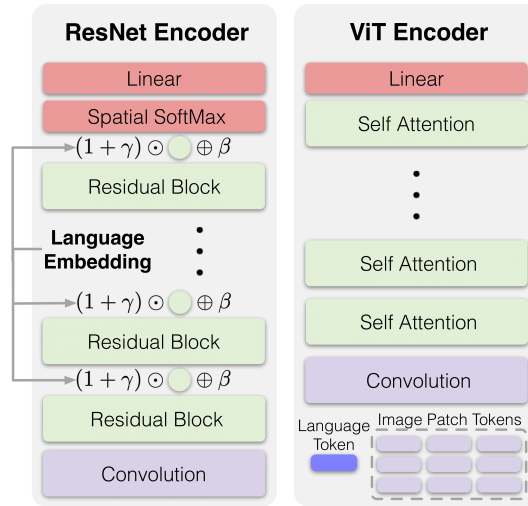 ResNet Encoder
Linear
Spatial SoftMax
(1 + γ) ⊙ ⊕ β
Residual Block
Language
Embedding
(1 + γ) ⊙ ⊕ β
Residual Block
(1 + γ) ⊙ ⊕ β
Residual Block
Convolution
ViT Encoder
Linear
Self Attention
Self Attention
Self Attention
Convolution
Image Patch Tokens
Language
Token